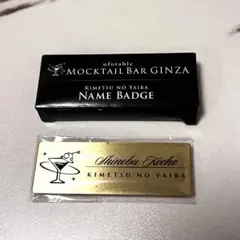 ufotable
MOCKTAIL BAR GINZA
KIMETSU NO YAIBA
NAME BADGE
Shinobu Kocho
KIMETSU NO YAIBA